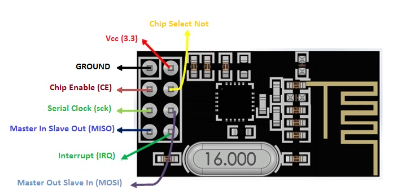 Chip Select Not
Vcc (3.3)
GROUND
Chip Enable (CE)
Serial Clock (sck)
Master In Slave Out (MISO)
Interrupt (IRQ)
Master Out Slave In (MOSI)
16.000